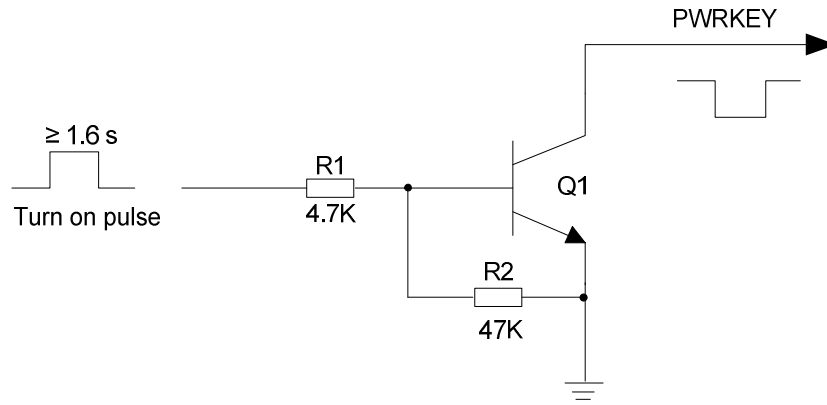 PWRKEY
≥ 1.6 s
Turn on pulse
R1
4.7K
Q1
R2
47K